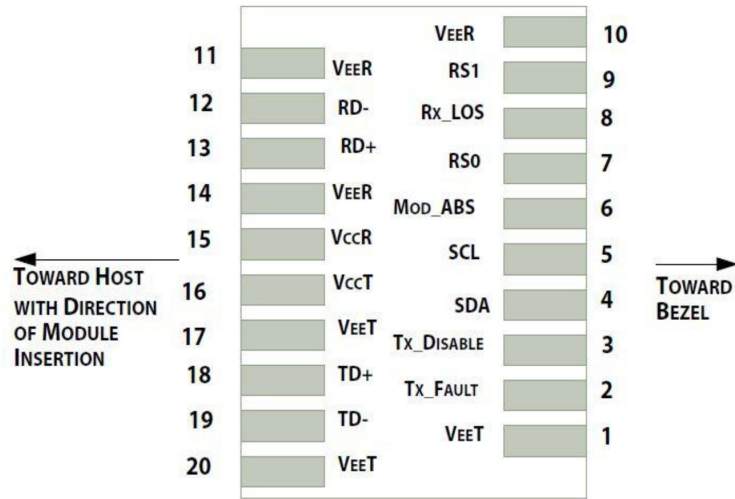 VEER 10
11 VEER
RS1 9
12 RD-
RX_LOS 8
13 RD+
RS0 7
14 VEER
MOD_ABS 6
15 VCCR
SCL 5
16 VCCT
SDA 4
17 VEET
TX_DISABLE 3
18 TD+
TX_FAULT 2
19 TD-
VEET 1
20 VEET
TOWARD HOST
WITH DIRECTION
OF MODULE
INSERTION
TOWARD
BEZEL